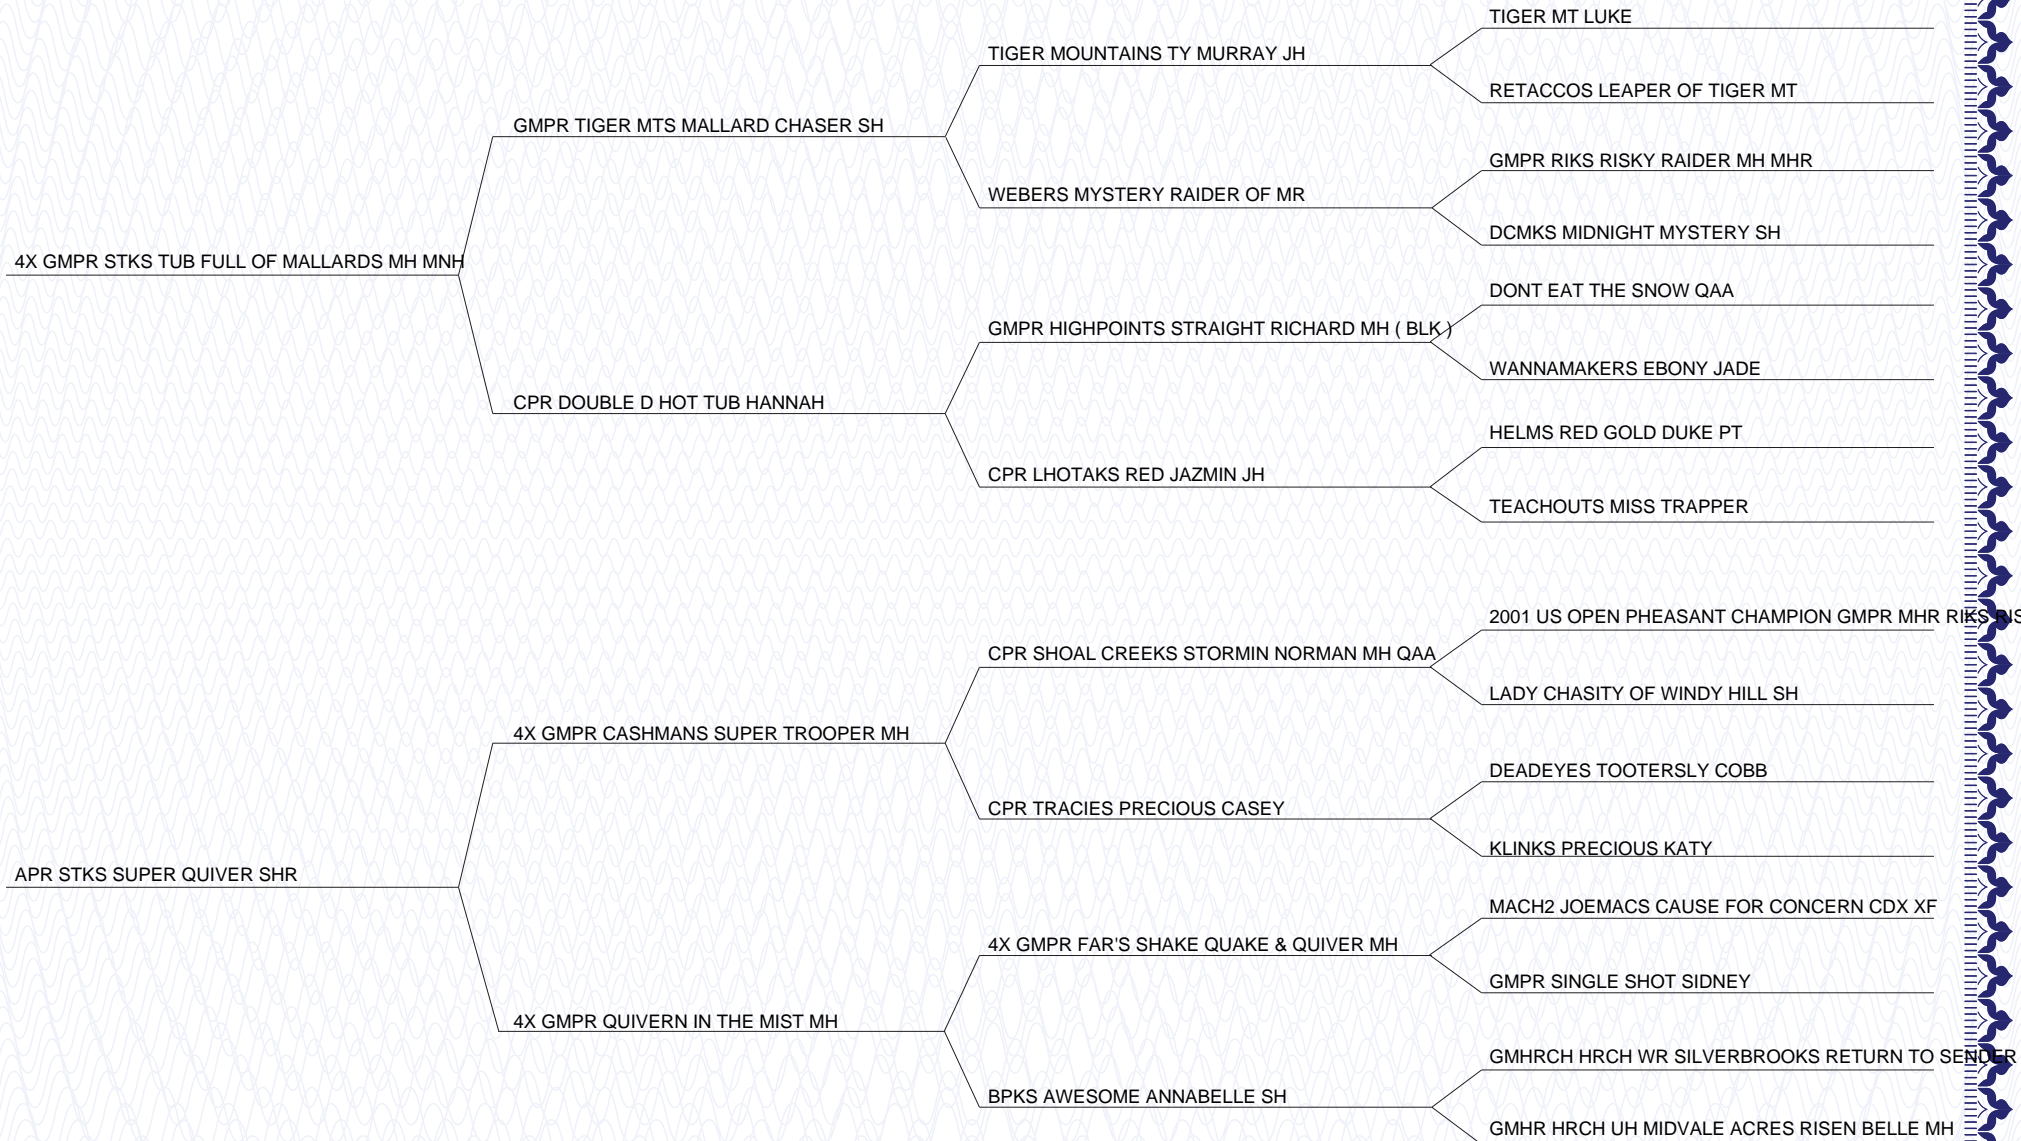 TIGER MT LUKE
TIGER MOUNTAINS TY MURRAY JH
RETACCOS LEAPER OF TIGER MT
GMPR TIGER MTS MALLARD CHASER SH
GMPR RIKS RISKY RAIDER MH MHR
WEBERS MYSTERY RAIDER OF MR
DCMKS MIDNIGHT MYSTERY SH
4X GMPR STKS TUB FULL OF MALLARDS MH MNH
DONT EAT THE SNOW QAA
GMPR HIGHPOINTS STRAIGHT RICHARD MH ( BLK )
WANNAMAKERS EBONY JADE
CPR DOUBLE D HOT TUB HANNAH
HELMS RED GOLD DUKE PT
CPR LHOTAKS RED JAZMIN JH
TEACHOUTS MISS TRAPPER
2001 US OPEN PHEASANT CHAMPION GMPR MHR RIKS RIS
CPR SHOAL CREEKS STORMIN NORMAN MH QAA
LADY CHASITY OF WINDY HILL SH
4X GMPR CASHMANS SUPER TROOPER MH
DEADEYES TOOTERSLY COBB
CPR TRACIES PRECIOUS CASEY
KLINKS PRECIOUS KATY
APR STKS SUPER QUIVER SHR
MACH2 JOEMACS CAUSE FOR CONCERN CDX XF
4X GMPR FAR'S SHAKE QUAKE & QUIVER MH
GMPR SINGLE SHOT SIDNEY
4X GMPR QUIVERN IN THE MIST MH
GMHRCH HRCH WR SILVERBROOKS RETURN TO SENDER
BPKS AWESOME ANNABELLE SH
GMHR HRCH UH MIDVALE ACRES RISEN BELLE MH